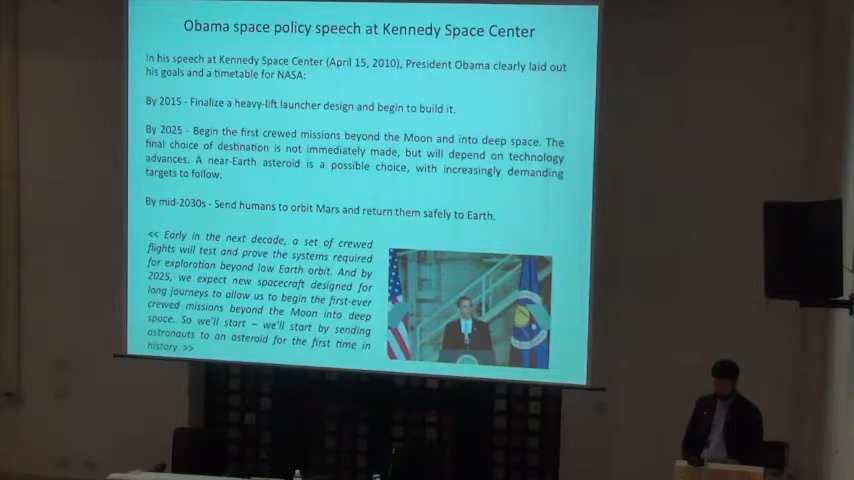 Obama space policy speech at Kennedy Space Center
In his speech at Kennedy Space Center (April 15, 2010), President Obama clearly laid out
his goals and a timetable for NASA:
By 2015 - Finalize a heavy-lift launcher design and begin to build it.
By 2025 - Begin the first crewed missions beyond the Moon and into deep space. The
final choice of destination is not immediately made, but will depend on technology
advances. A near-Earth asteroid is a possible choice, with increasingly demanding
targets to follow.
By mid-2030s - Send humans to orbit Mars and return them safely to Earth.
<< Early in the next decade, a set of crewed
flights will test and prove the systems required
for exploration beyond low Earth orbit. And by
2025, we expect new spacecraft designed for
long journeys to allow us to begin the first-ever
crewed missions beyond the Moon into deep
space. So we'll start – we'll start by sending
astronauts to an asteroid for the first time in
history. >>